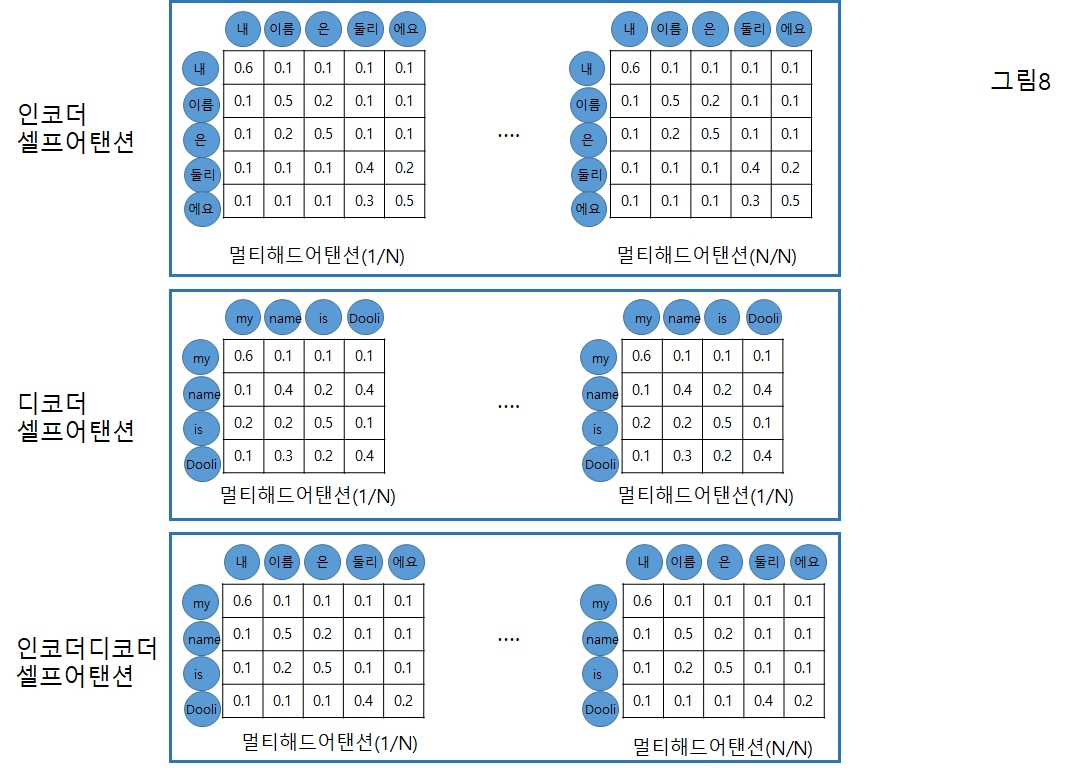 그림8
인코더
셀프어탠션
내 이름 은 둘리 에요
내 0.6 0.1 0.1 0.1 0.1
이름 0.1 0.5 0.2 0.1 0.1
은 0.1 0.2 0.5 0.1 0.1
둘리 0.1 0.1 0.1 0.4 0.2
에요 0.1 0.1 0.1 0.3 0.5
멀티해드어탠션(1/N)
....
내 이름 은 둘리 에요
내 0.6 0.1 0.1 0.1 0.1
이름 0.1 0.5 0.2 0.1 0.1
은 0.1 0.2 0.5 0.1 0.1
둘리 0.1 0.1 0.1 0.4 0.2
에요 0.1 0.1 0.1 0.3 0.5
멀티해드어탠션(N/N)
디코더
셀프어탠션
my name is Dooli
my 0.6 0.1 0.1 0.1
name 0.1 0.4 0.2 0.4
is 0.2 0.2 0.5 0.1
Dooli 0.1 0.3 0.2 0.4
멀티해드어탠션(1/N)
....
my name is Dooli
my 0.6 0.1 0.1 0.1
name 0.1 0.4 0.2 0.4
is 0.2 0.2 0.5 0.1
Dooli 0.1 0.3 0.2 0.4
멀티해드어탠션(1/N)
인코더디코더
셀프어탠션
내 이름 은 둘리 에요
my 0.6 0.1 0.1 0.1 0.1
name 0.1 0.5 0.2 0.1 0.1
is 0.1 0.2 0.5 0.1 0.1
Dooli 0.1 0.1 0.1 0.4 0.2
멀티해드어탠션(1/N)
....
내 이름 은 둘리 에요
my 0.6 0.1 0.1 0.1 0.1
name 0.1 0.5 0.2 0.1 0.1
is 0.1 0.2 0.5 0.1 0.1
Dooli 0.1 0.1 0.1 0.4 0.2
멀티해드어탠션(N/N)